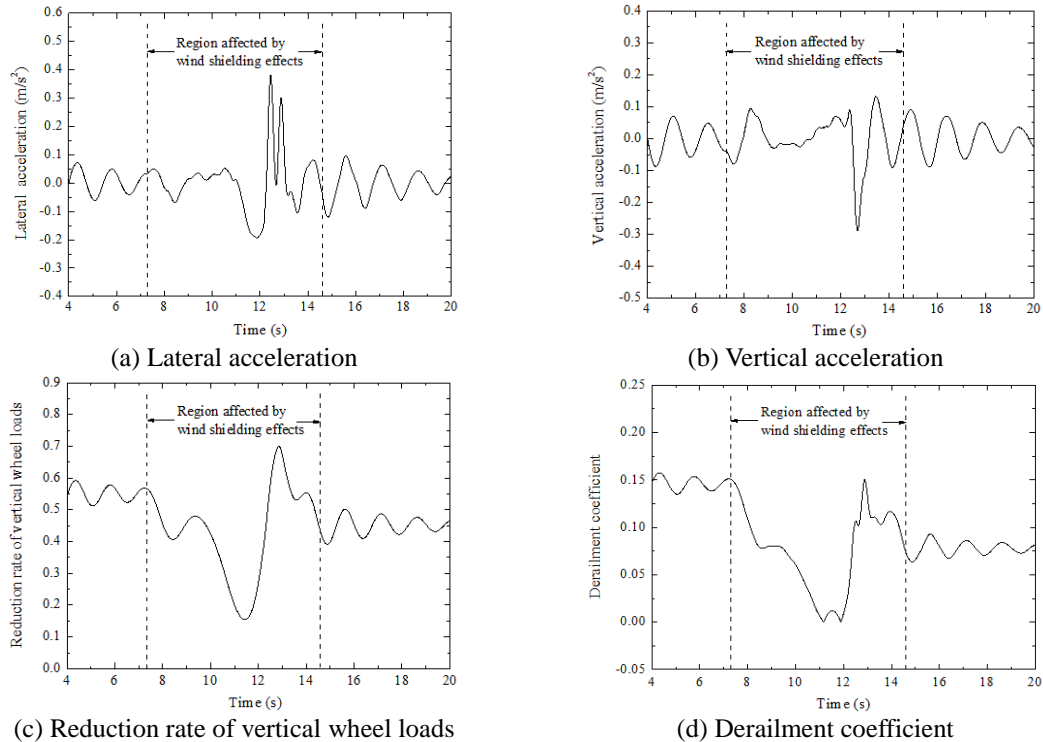 0.6
0.5
0.4
0.3
0.2
0.1
0.0
-0.1
-0.2
-0.3
-0.4
Lateral acceleration (m/s²)
Region affected by
wind shielding effects
4 6 8 10 12 14 16 18 20
Time (s)
(a) Lateral acceleration
0.4
0.3
0.2
0.1
0.0
-0.1
-0.2
-0.3
-0.4
-0.5
Vertical acceleration (m/s²)
Region affected by
wind shielding effects
4 6 8 10 12 14 16 18 20
Time (s)
(b) Vertical acceleration
0.9
0.8
0.7
0.6
0.5
0.4
0.3
0.2
0.1
0.0
Reduction rate of vertical wheel loads
Region affected by
wind shielding effects
4 6 8 10 12 14 16 18 20
Time (s)
(c) Reduction rate of vertical wheel loads
0.25
0.20
0.15
0.10
0.05
0.00
-0.05
Derailment coefficient
Region affected by
wind shielding effects
4 6 8 10 12 14 16 18 20
Time (s)
(d) Derailment coefficient